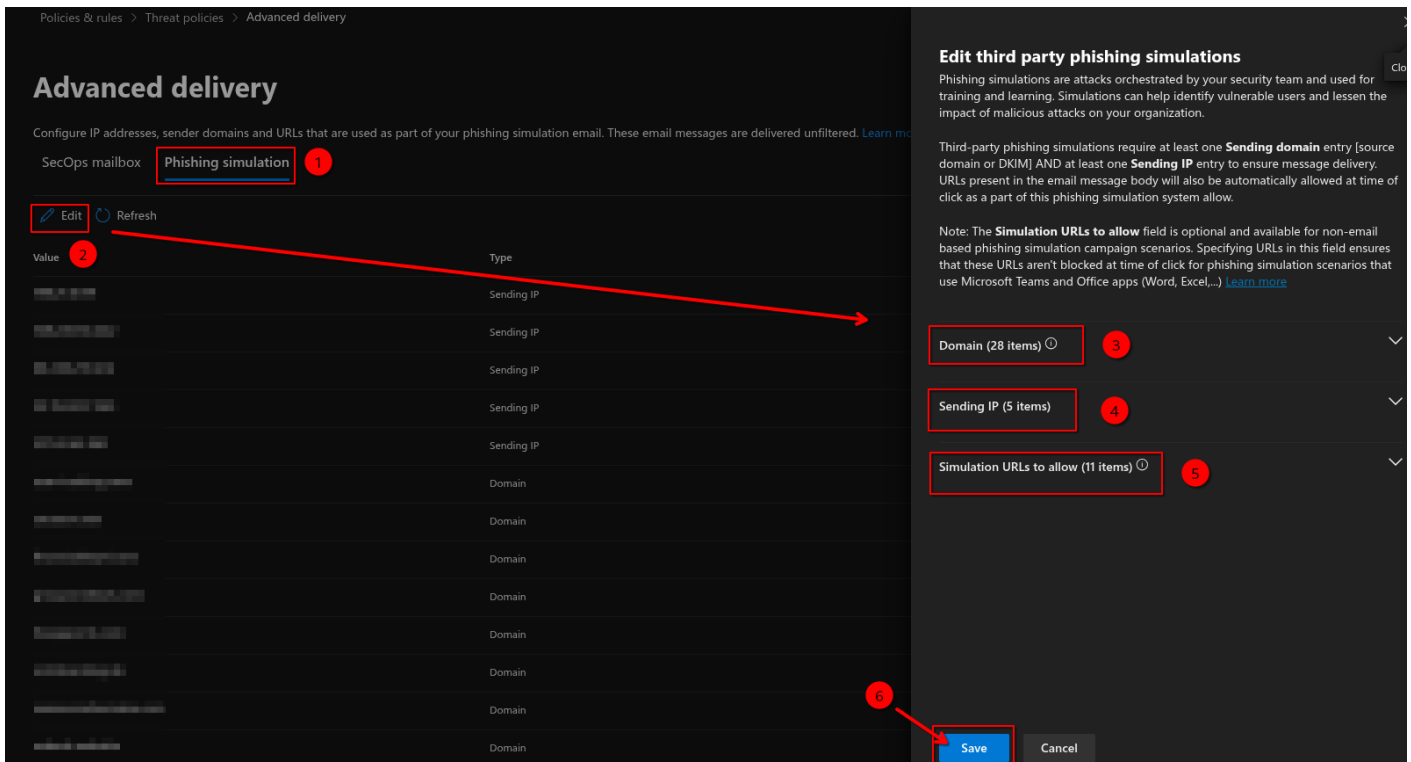 Policies & rules > Threat policies > Advanced delivery
Advanced delivery
Configure IP addresses, sender domains and URLs that are used as part of your phishing simulation email. These email messages are delivered unfiltered. Learn mo
SecOps mailbox
Phishing simulation
1
Edit
Refresh
2
Value
Type
Sending IP
Sending IP
Sending IP
Sending IP
Sending IP
Domain
Domain
Domain
Domain
Domain
Domain
Domain
Domain
Clo
Edit third party phishing simulations
Phishing simulations are attacks orchestrated by your security team and used for
training and learning. Simulations can help identify vulnerable users and lessen the
impact of malicious attacks on your organization.
Third-party phishing simulations require at least one Sending domain entry [source
domain or DKIM] AND at least one Sending IP entry to ensure message delivery.
URLs present in the email message body will also be automatically allowed at time of
click as a part of this phishing simulation system allow.
Note: The Simulation URLs to allow field is optional and available for non-email
based phishing simulation campaign scenarios. Specifying URLs in this field ensures
that these URLs aren't blocked at time of click for phishing simulation scenarios that
use Microsoft Teams and Office apps (Word, Excel,...) Learn more
Domain (28 items)
3
Sending IP (5 items)
4
Simulation URLs to allow (11 items)
5
6
Save
Cancel